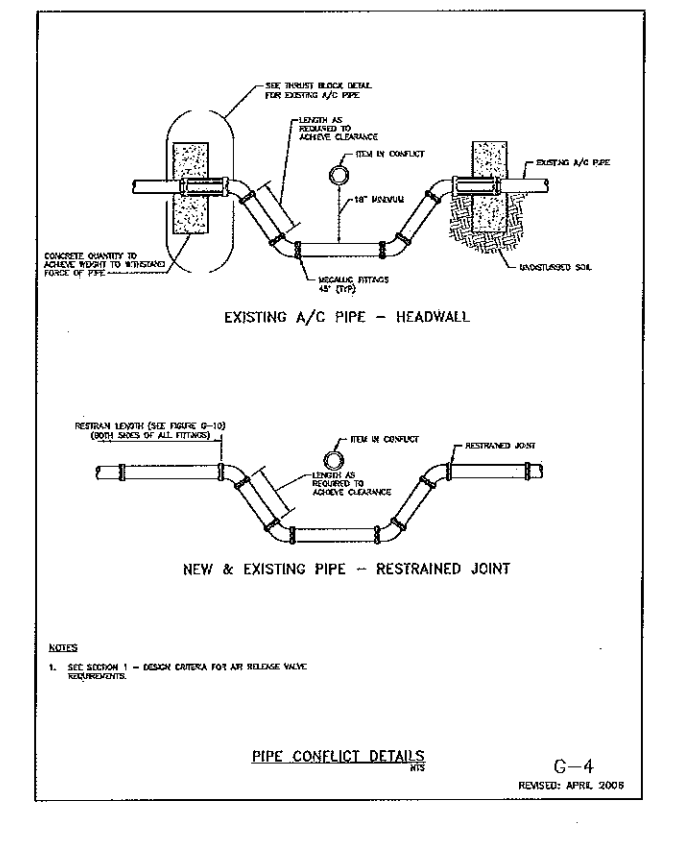 SEE THRUST BLOCK DETAIL
FOR EXISTING A/C PIPE
LENGTH AS
REQUIRED TO
ACHIEVE CLEARANCE
ITEM IN CONFLICT
EXISTING A/C PIPE
18" MINIMUM
CONCRETE QUANTITY TO
ACHIEVE WEIGHT TO WITHSTAND
FORCE OF PIPE
MEGALUG FITTINGS
45° (TYP)
UNDISTURBED SOIL
EXISTING A/C PIPE - HEADWALL
RESTRAIN LENGTH (SEE FIGURE G-10)
(BOTH SIDES OF ALL FITTINGS)
ITEM IN CONFLICT
RESTRAINED JOINT
LENGTH AS
REQUIRED TO
ACHIEVE CLEARANCE
NEW & EXISTING PIPE - RESTRAINED JOINT
NOTES
1. SEE SECTION 1 - DESIGN CRITERIA FOR AIR RELEASE VALVE
REQUIREMENTS.
PIPE CONFLICT DETAILS
NTS
G-4
REVISED: APRIL 2006